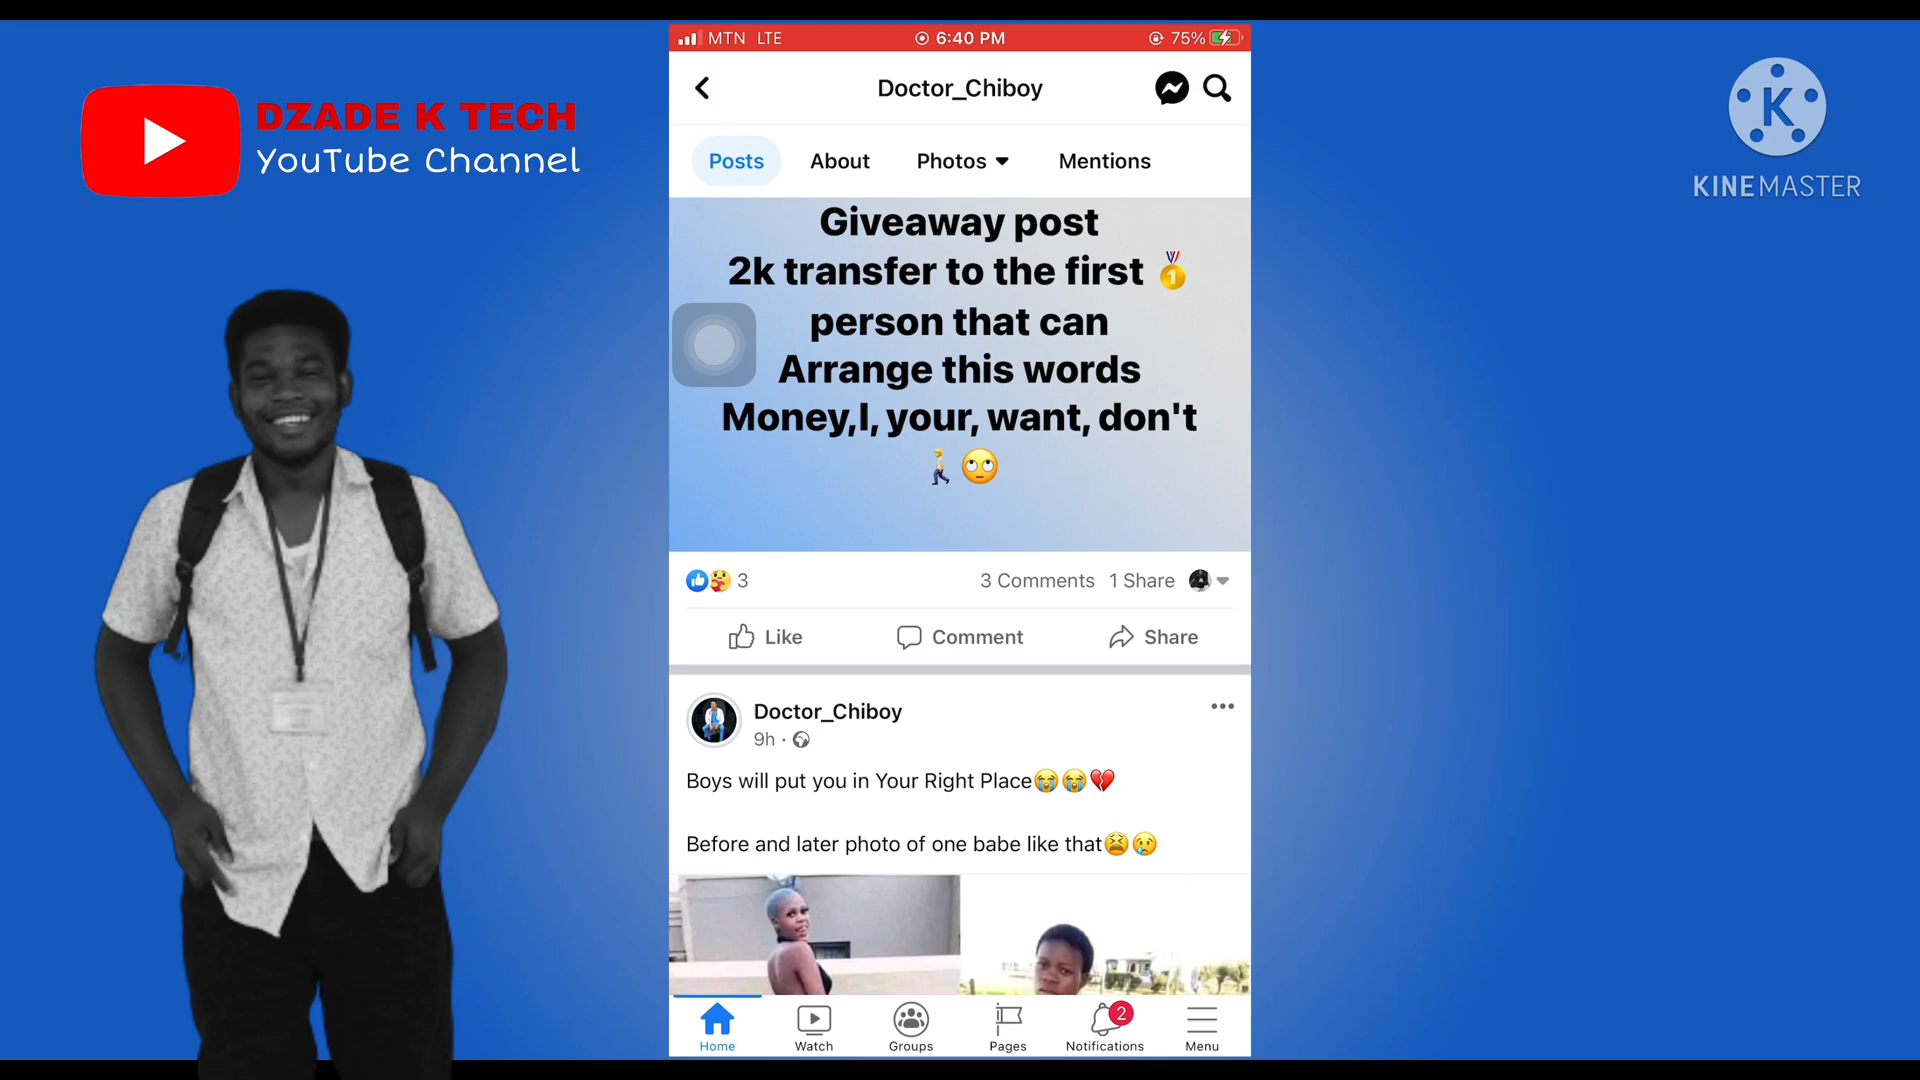 DZADE K TECH
YouTube Channel
MTN LTE 6:40 PM 75%
Doctor_Chiboy
Posts About Photos Mentions
Giveaway post
2k transfer to the first 🥇
person that can
Arrange this words
Money,I, your, want, don't
🚶🙄
3 3 Comments 1 Share
Like Comment Share
Doctor_Chiboy
9h ·
Boys will put you in Your Right Place😭😭💔
Before and later photo of one babe like that😫😢
2
Home Watch Groups Pages Notifications Menu
K
KINEMASTER